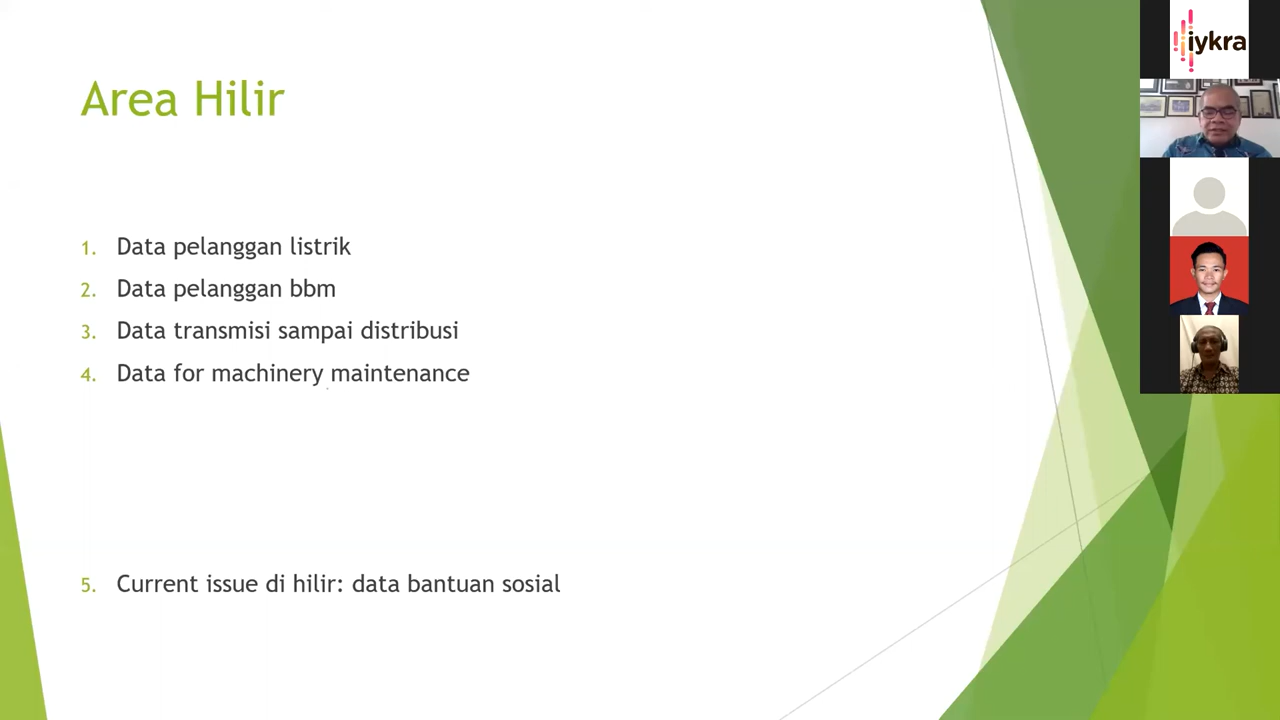 Area Hilir
1. Data pelanggan listrik
2. Data pelanggan bbm
3. Data transmisi sampai distribusi
4. Data for machinery maintenance
5. Current issue di hilir: data bantuan sosial
iykra